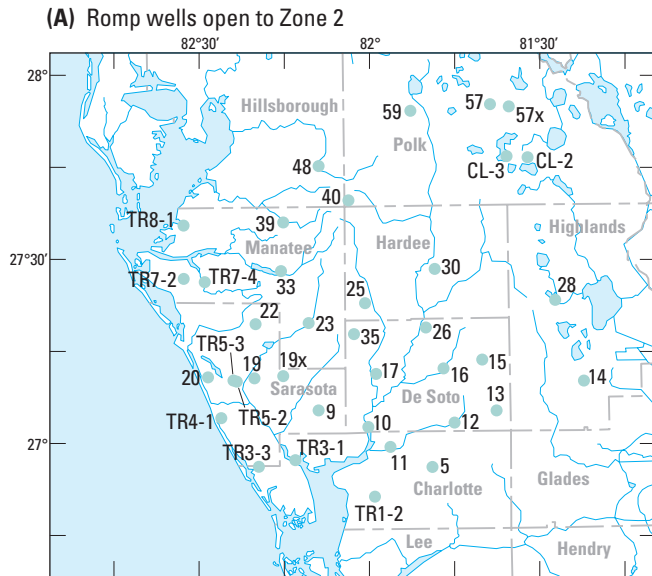 (A) Romp wells open to Zone 2
82°30′ 82° 81°30′
28°
Hillsborough
59
57
57x
Polk
48
CL-3
CL-2
40
TR8-1
39
Highlands
Manatee
Hardee
27°30′
30
TR7-2
TR7-4
33
25
28
22
23
35
26
TR5-3
19
19x
17
16
15
20
Sarasota
14
TR5-2
De Soto
13
9
TR4-1
10
12
27°
TR3-3
TR3-1
11
5
Glades
Charlotte
TR1-2
Lee
Hendry